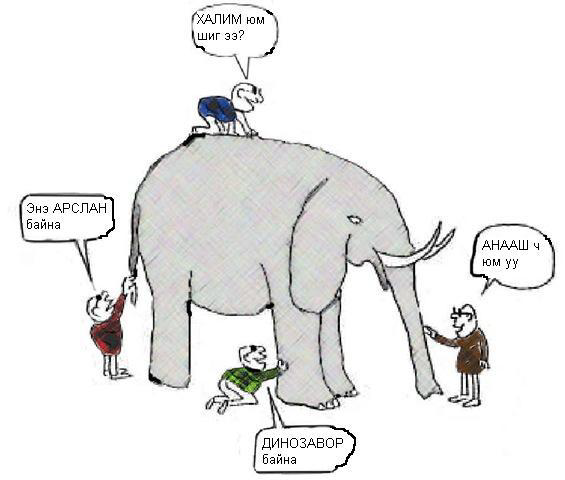 ХАЛИМ юм
шиг ээ?
Энэ АРСЛАН
байна
АНААШ ч
юм уу
ДИНОЗАВОР
байна